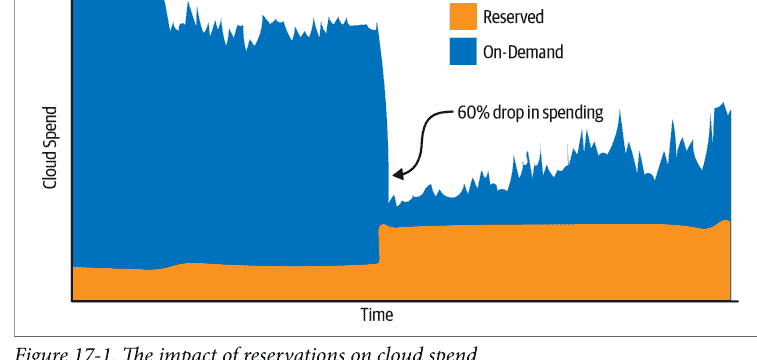 Reserved
On-Demand
60% drop in spending
Cloud Spend
Time
Figure 17-1. The impact of reservations on cloud spend